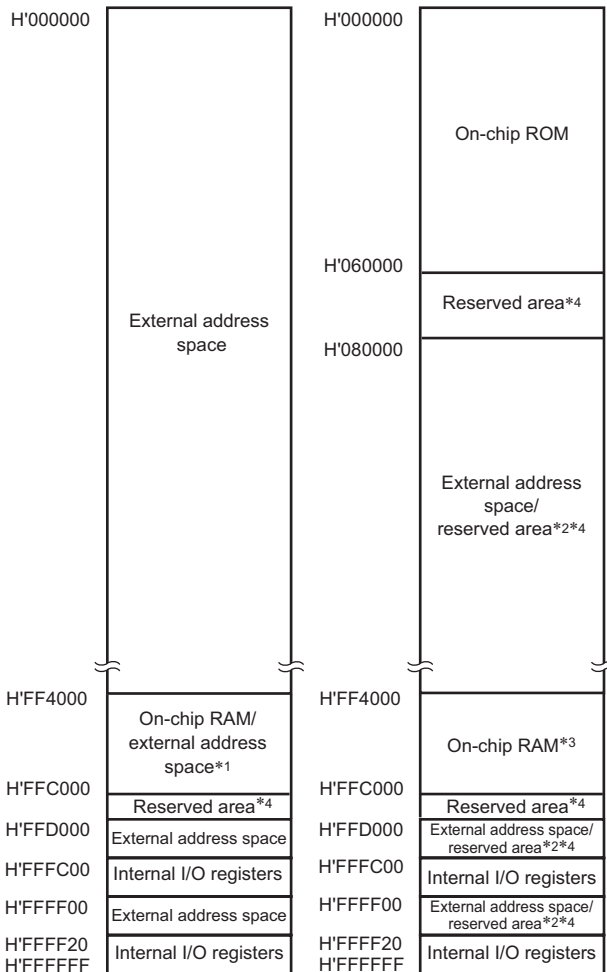 H'000000
External address
space
H'FF4000
On-chip RAM/
external address
space*1
H'FFC000
Reserved area*4
H'FFD000
External address space
H'FFFC00
Internal I/O registers
H'FFFF00
External address space
H'FFFF20
Internal I/O registers
H'FFFFFF
H'000000
On-chip ROM
H'060000
Reserved area*4
H'080000
External address
space/
reserved area*2*4
H'FF4000
On-chip RAM*3
H'FFC000
Reserved area*4
H'FFD000
External address space/
reserved area*2*4
H'FFFC00
Internal I/O registers
H'FFFF00
External address space/
reserved area*2*4
H'FFFF20
Internal I/O registers
H'FFFFFF